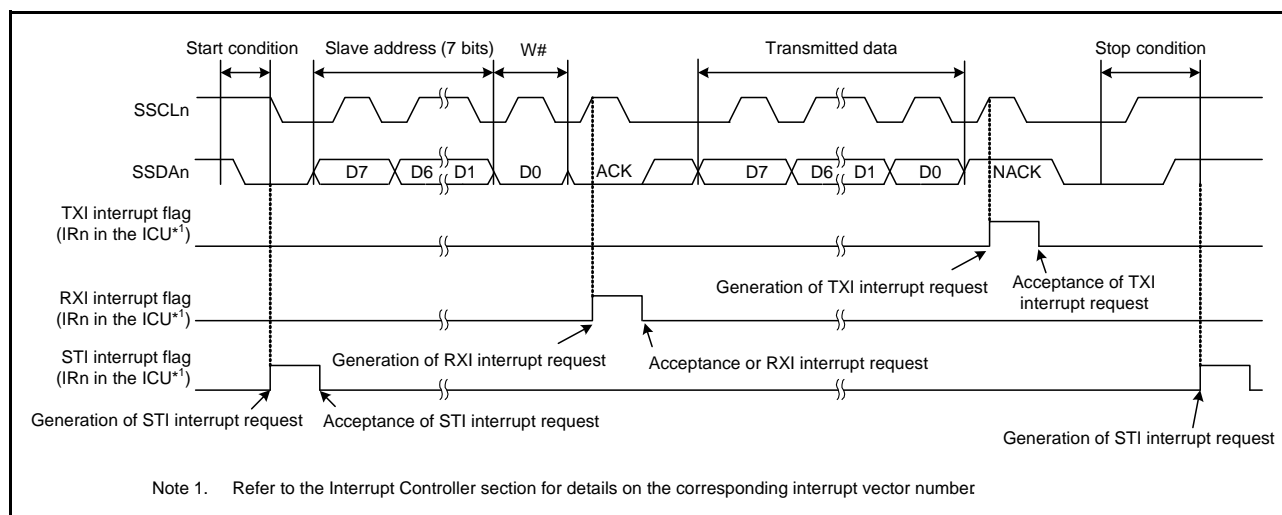 Start condition
Slave address (7 bits)
W#
Transmitted data
Stop condition
SSCLn
SSDAn
D7
D6
D1
D0
ACK
D7
D6
D1
D0
NACK
TXI interrupt flag
(IRn in the ICU*1)
Generation of TXI interrupt request
Acceptance of TXI
interrupt request
RXI interrupt flag
(IRn in the ICU*1)
Generation of RXI interrupt request
Acceptance or RXI interrupt request
STI interrupt flag
(IRn in the ICU*1)
Generation of STI interrupt request
Acceptance of STI interrupt request
Generation of STI interrupt request
Note 1. Refer to the Interrupt Controller section for details on the corresponding interrupt vector number.